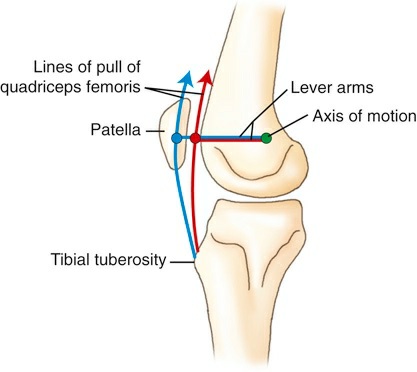 Lines of pull of
quadriceps femoris
Lever arms
Axis of motion
Patella
Tibial tuberosity